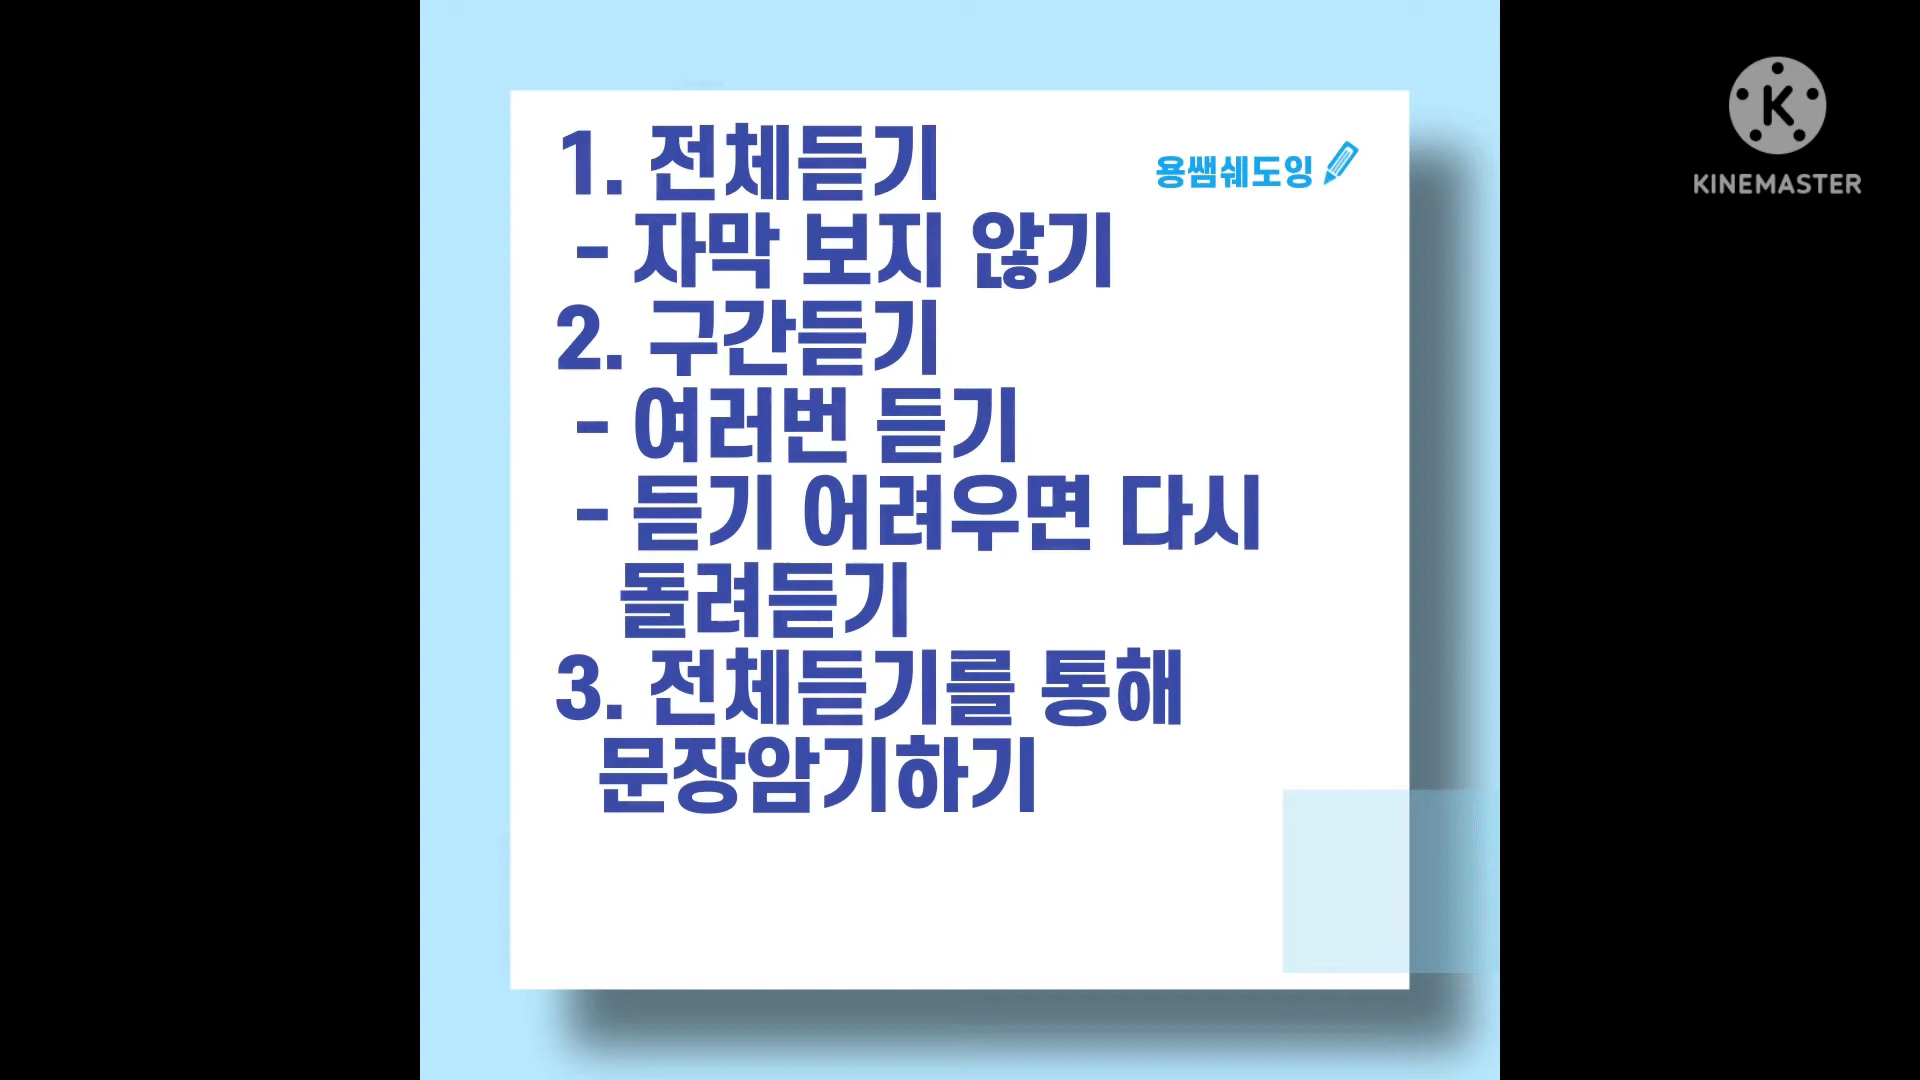 1. 전체듣기
용쌤쉐도잉
- 자막 보지 않기
2. 구간듣기
- 여러번 듣기
- 듣기 어려우면 다시
돌려듣기
3. 전체듣기를 통해
문장암기하기
K
KINEMASTER